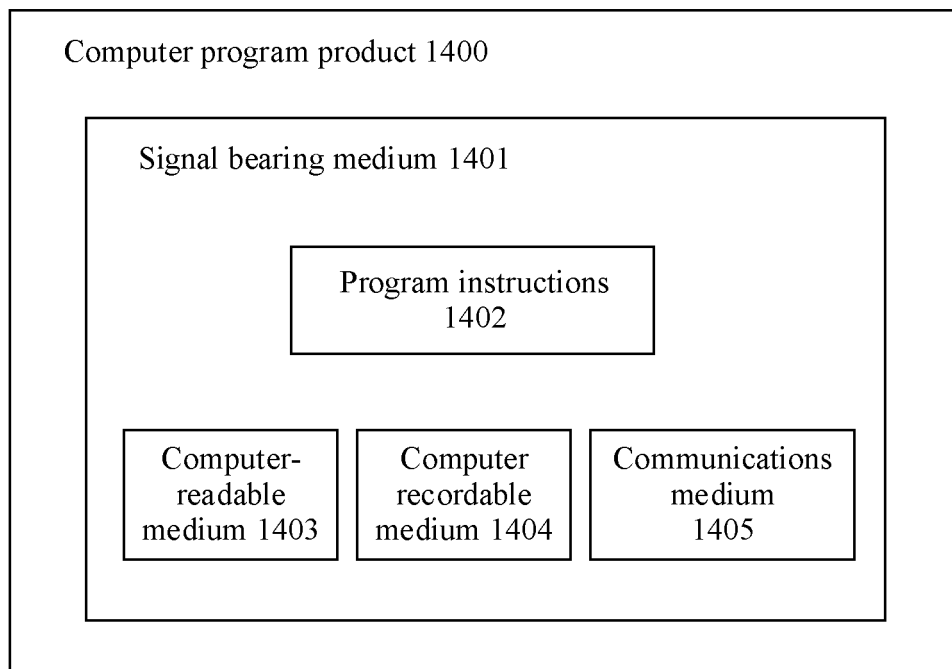 Computer program product 1400
Signal bearing medium 1401
Program instructions
1402
Computer-
readable
medium 1403
Computer
recordable
medium 1404
Communications
medium
1405